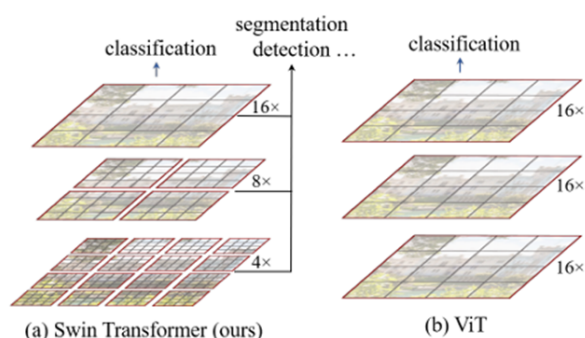 segmentation
classification
detection ...
classification
16×
8×
4×
16×
16×
16×
(a) Swin Transformer (ours)
(b) ViT